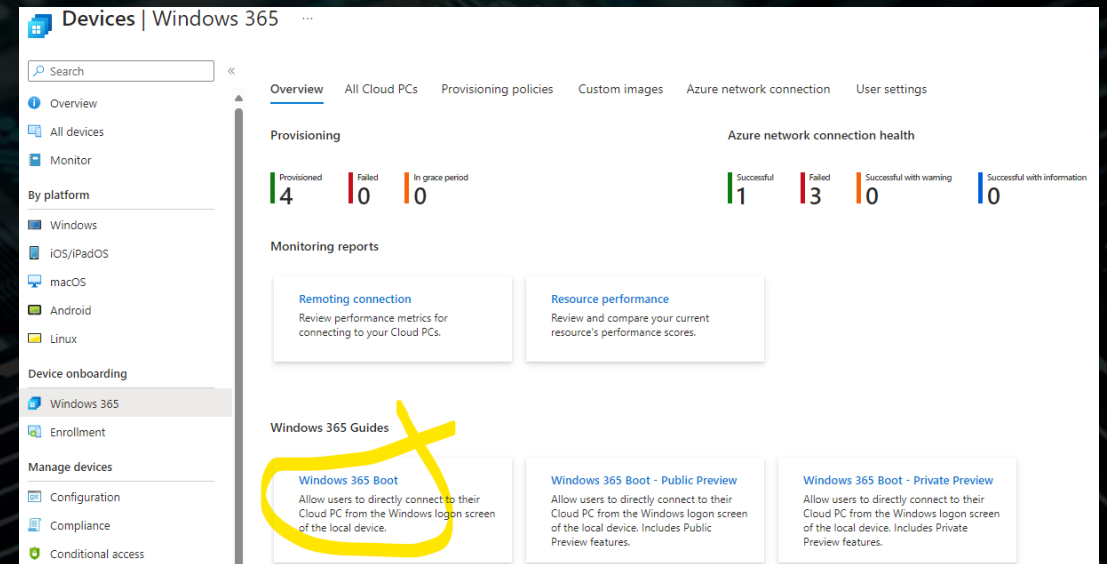 Devices | Windows 365 ...
Search
«
Overview
All devices
Monitor
By platform
Windows
iOS/iPadOS
macOS
Android
Linux
Device onboarding
Windows 365
Enrollment
Manage devices
Configuration
Compliance
Conditional access
Overview All Cloud PCs Provisioning policies Custom images Azure network connection User settings
Provisioning
Provisioned
4
Failed
0
In grace period
0
Azure network connection health
Successful
1
Failed
3
Successful with warning
0
Successful with information
0
Monitoring reports
Remoting connection
Review performance metrics for
connecting to your Cloud PCs.
Resource performance
Review and compare your current
resource's performance scores.
Windows 365 Guides
Windows 365 Boot
Allow users to directly connect to their
Cloud PC from the Windows logon screen
of the local device.
Windows 365 Boot - Public Preview
Allow users to directly connect to their
Cloud PC from the Windows logon screen
of the local device. Includes Public
Preview features.
Windows 365 Boot - Private Preview
Allow users to directly connect to their
Cloud PC from the Windows logon screen
of the local device. Includes Private
Preview features.